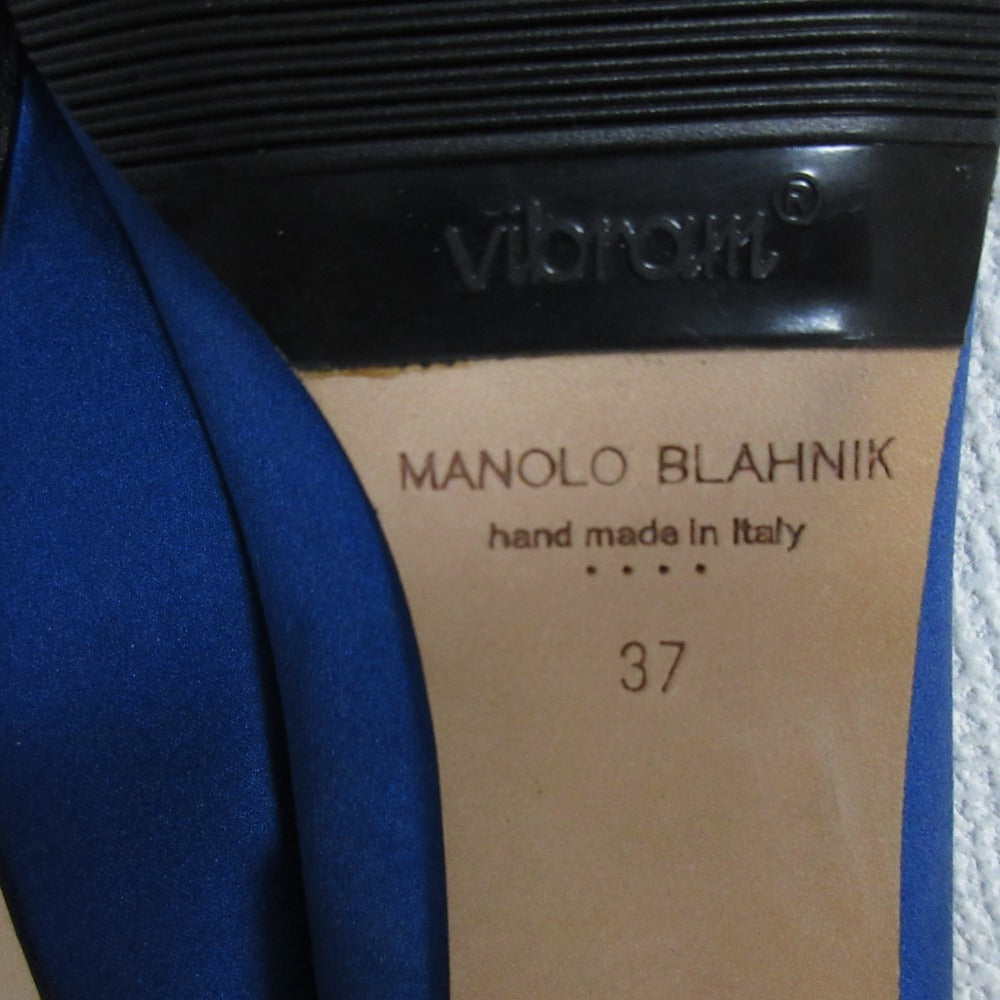 vibram®
MANOLO BLAHNIK
hand made in Italy
37